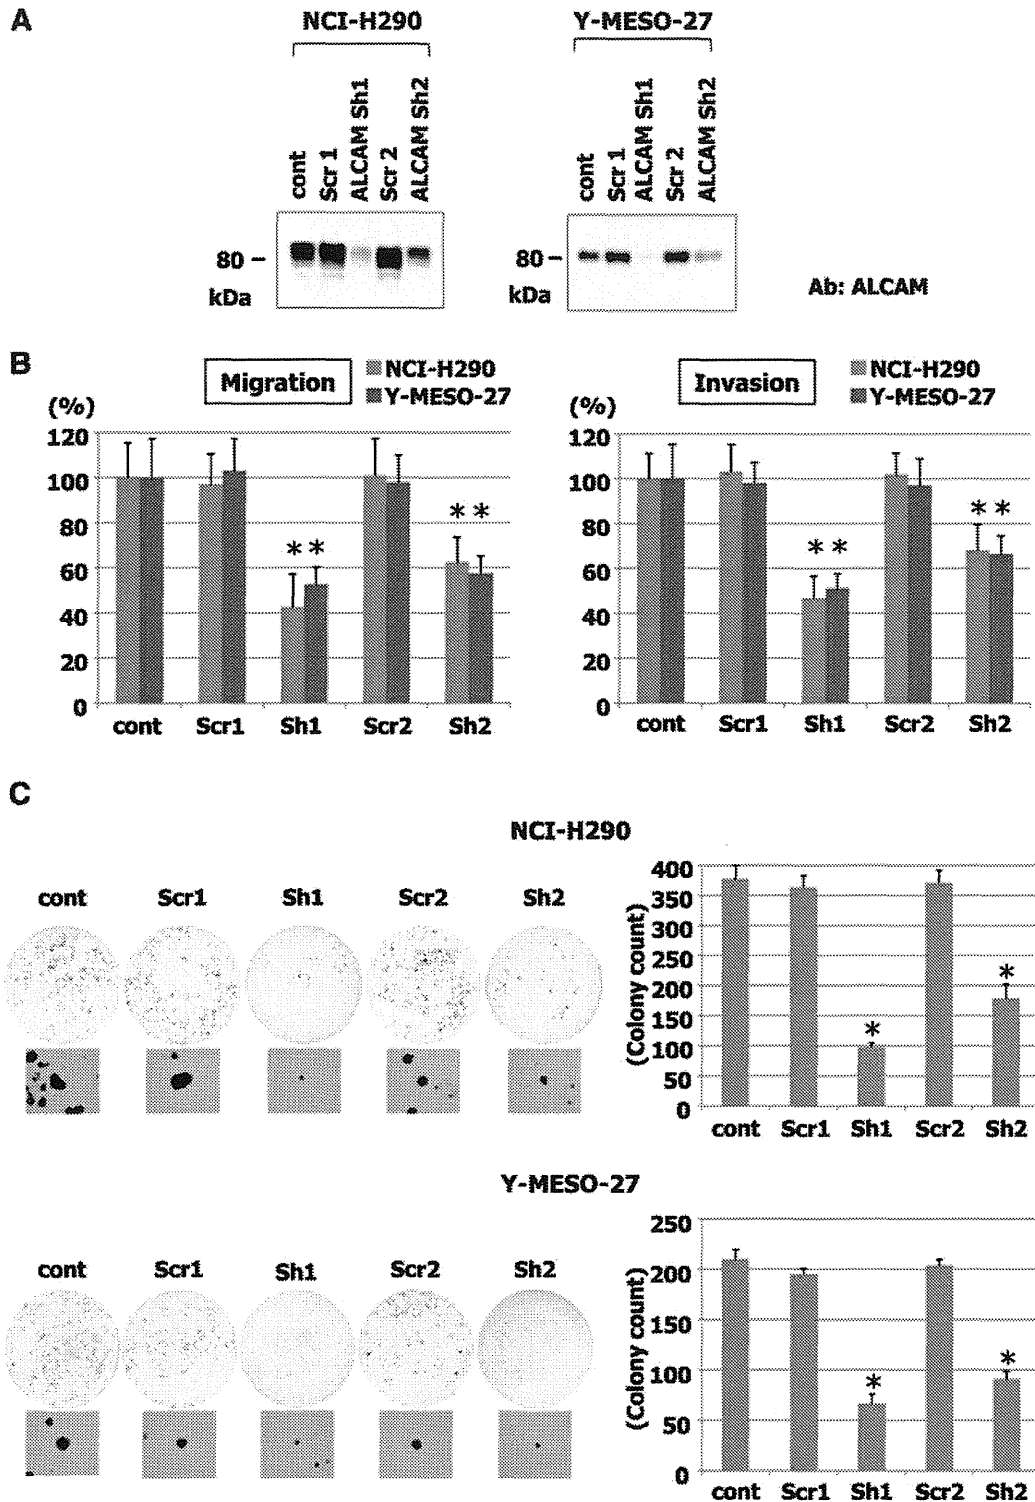 A
NCI-H290
Y-MESO-27
cont
Scr 1
ALCAM Sh1
Scr 2
ALCAM Sh2
cont
Scr 1
ALCAM Sh1
Scr 2
ALCAM Sh2
80 –
kDa
80 –
kDa
Ab: ALCAM
B
Migration
NCI-H290
Y-MESO-27
(%)
120
100
80
60
40
20
0
* *
* *
cont Scr1 Sh1 Scr2 Sh2
Invasion
NCI-H290
Y-MESO-27
(%)
120
100
80
60
40
20
0
* *
* *
cont Scr1 Sh1 Scr2 Sh2
C
NCI-H290
cont Scr1 Sh1 Scr2 Sh2
(Colony count)
400
350
300
250
200
150
100
50
0
*
*
cont Scr1 Sh1 Scr2 Sh2
Y-MESO-27
cont Scr1 Sh1 Scr2 Sh2
(Colony count)
250
200
150
100
50
0
*
*
cont Scr1 Sh1 Scr2 Sh2